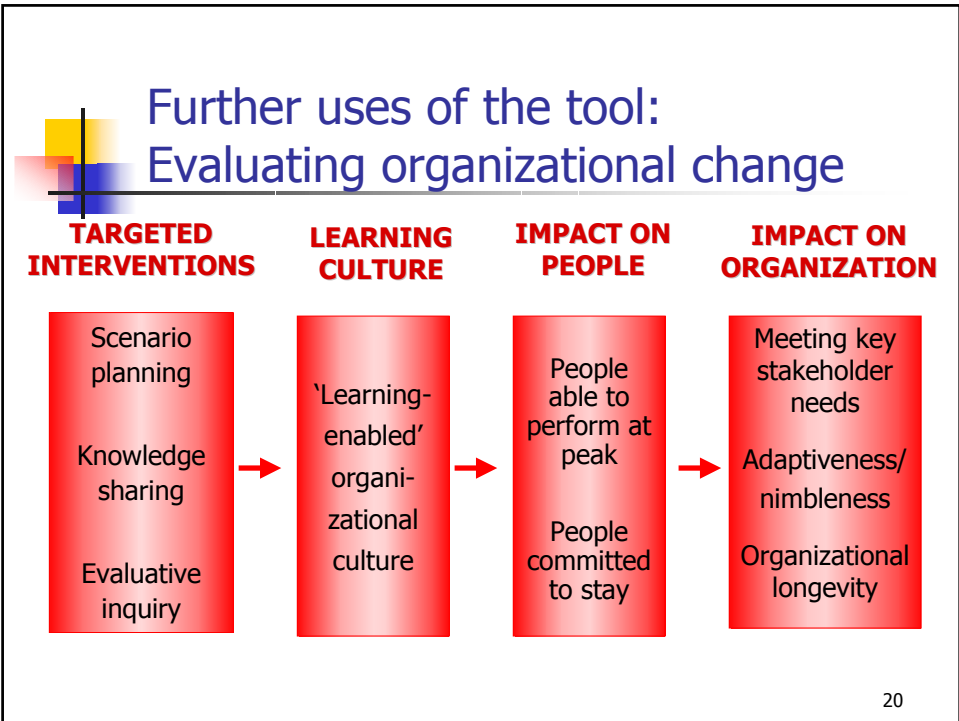 Further uses of the tool:
Evaluating organizational change
TARGETED
INTERVENTIONS
Scenario
planning
Knowledge
sharing
Evaluative
inquiry
LEARNING
CULTURE
‘Learning-
enabled’
organi-
zational
culture
IMPACT ON
PEOPLE
People
able to
perform at
peak
People
committed
to stay
IMPACT ON
ORGANIZATION
Meeting key
stakeholder
needs
Adaptiveness/
nimbleness
Organizational
longevity
20